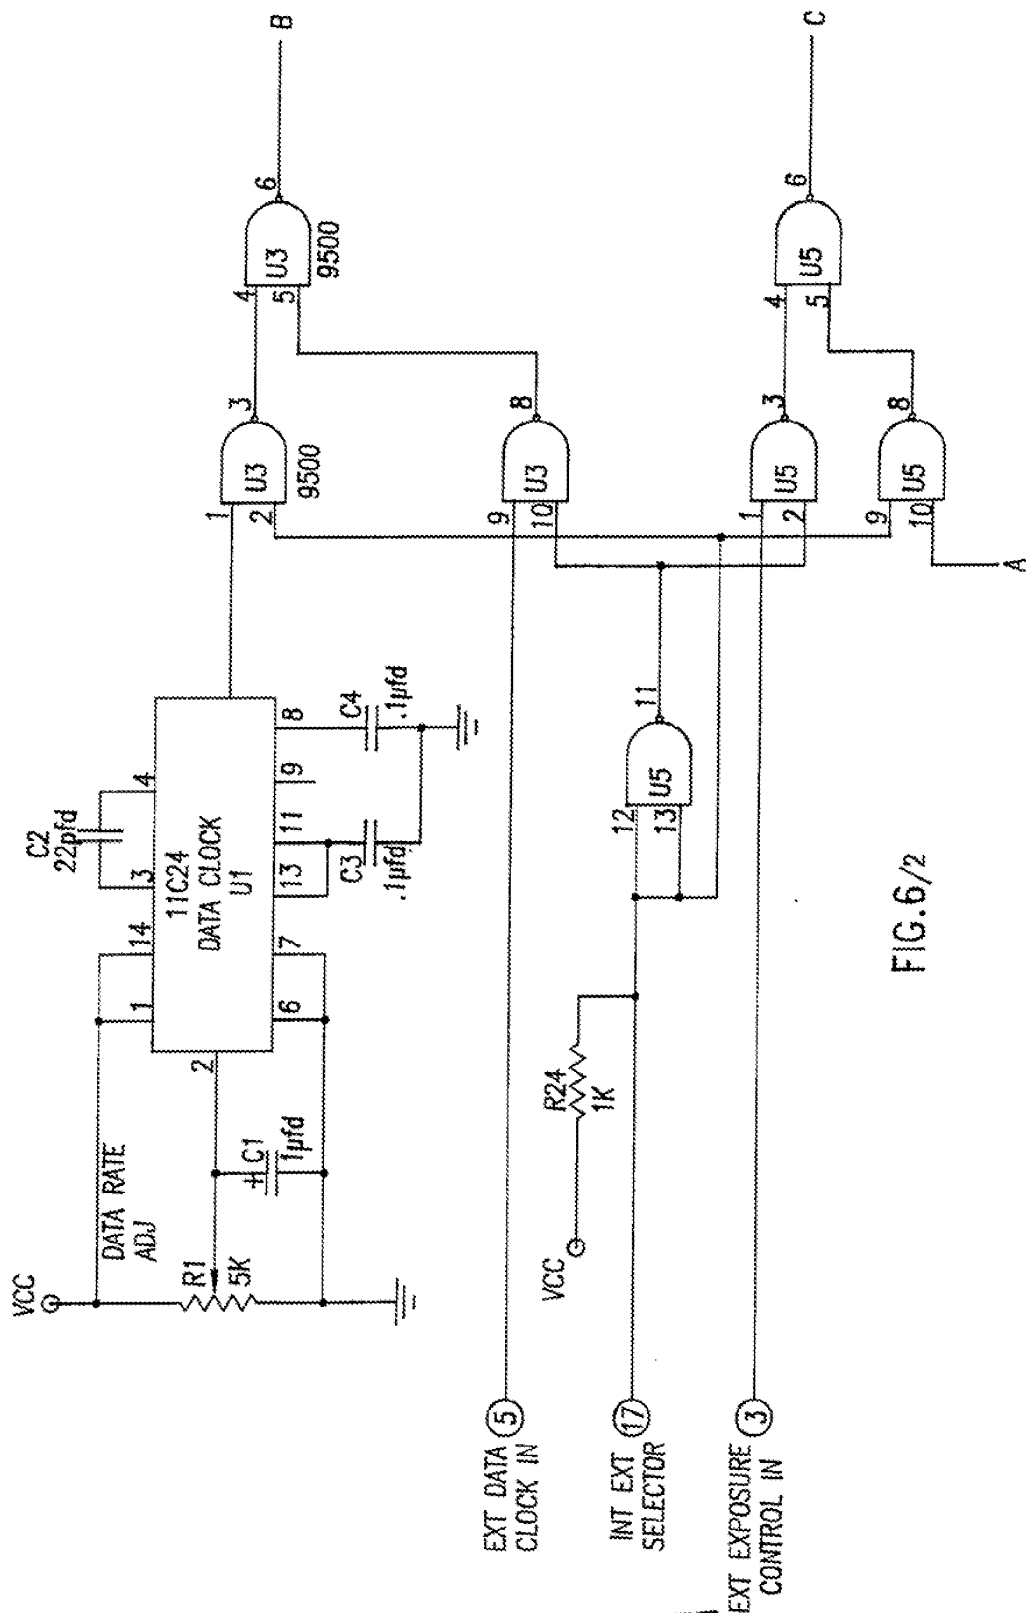 VCC
R1
5K
DATA RATE
ADJ
+
C1
1µfd
2
1
14
3
4
C2
22pfd
11C24
DATA CLOCK
U1
6
7
13
11
9
8
C3
.1µfd
C4
.1µfd
1
2
U3
3
9500
4
5
U3
6
9500
B
EXT DATA
CLOCK IN
5
9
10
U3
8
VCC
R24
1K
INT EXT
SELECTOR
17
12
13
U5
11
EXT EXPOSURE
CONTROL IN
3
1
2
U5
3
4
5
U5
6
C
9
10
U5
8
A
FIG.6/2